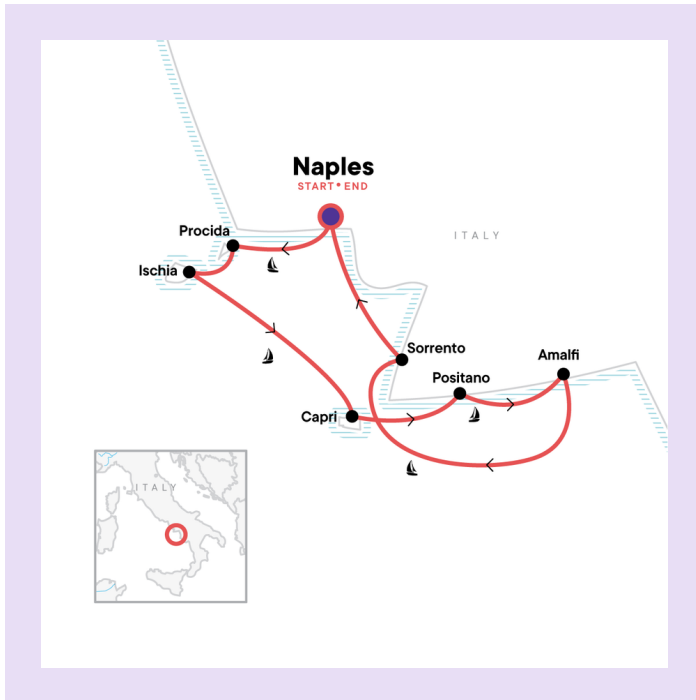 Naples
START • END
Procida
ITALY
Ischia
Sorrento
Amalfi
Positano
Capri
ITALY